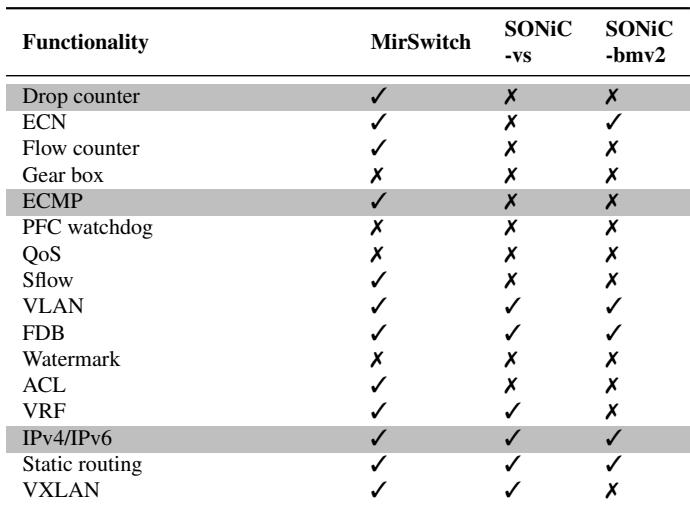 Functionality MirSwitch SONiC -vs SONiC -bmv2
Drop counter ✓ ✗ ✗
ECN ✓ ✗ ✓
Flow counter ✓ ✗ ✗
Gear box ✗ ✗ ✗
ECMP ✓ ✗ ✗
PFC watchdog ✗ ✗ ✗
QoS ✗ ✗ ✗
Sflow ✓ ✗ ✗
VLAN ✓ ✓ ✓
FDB ✓ ✓ ✓
Watermark ✗ ✗ ✗
ACL ✓ ✗ ✗
VRF ✓ ✓ ✗
IPv4/IPv6 ✓ ✓ ✓
Static routing ✓ ✓ ✓
VXLAN ✓ ✓ ✗